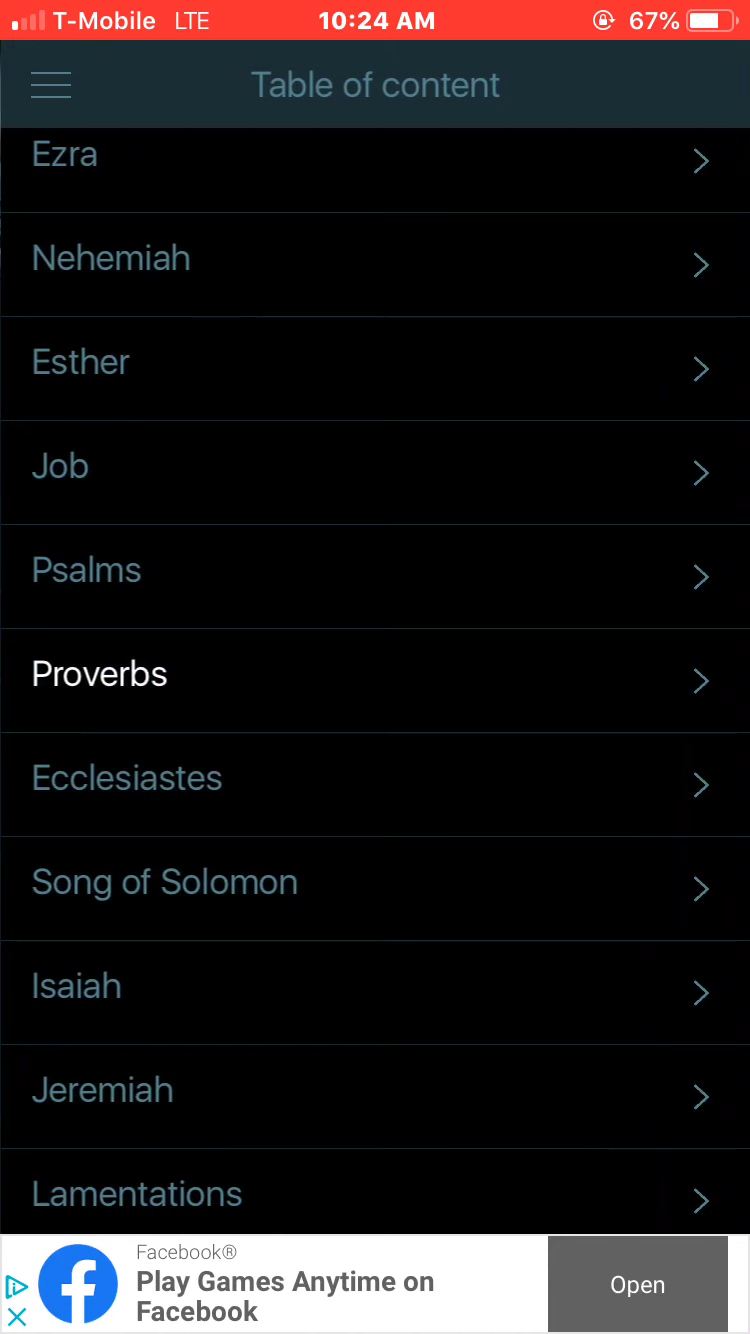 T-Mobile LTE 10:24 AM 67%
Table of content
Ezra
Nehemiah
Esther
Job
Psalms
Proverbs
Ecclesiastes
Song of Solomon
Isaiah
Jeremiah
Lamentations
Facebook®
Play Games Anytime on
Facebook
Open